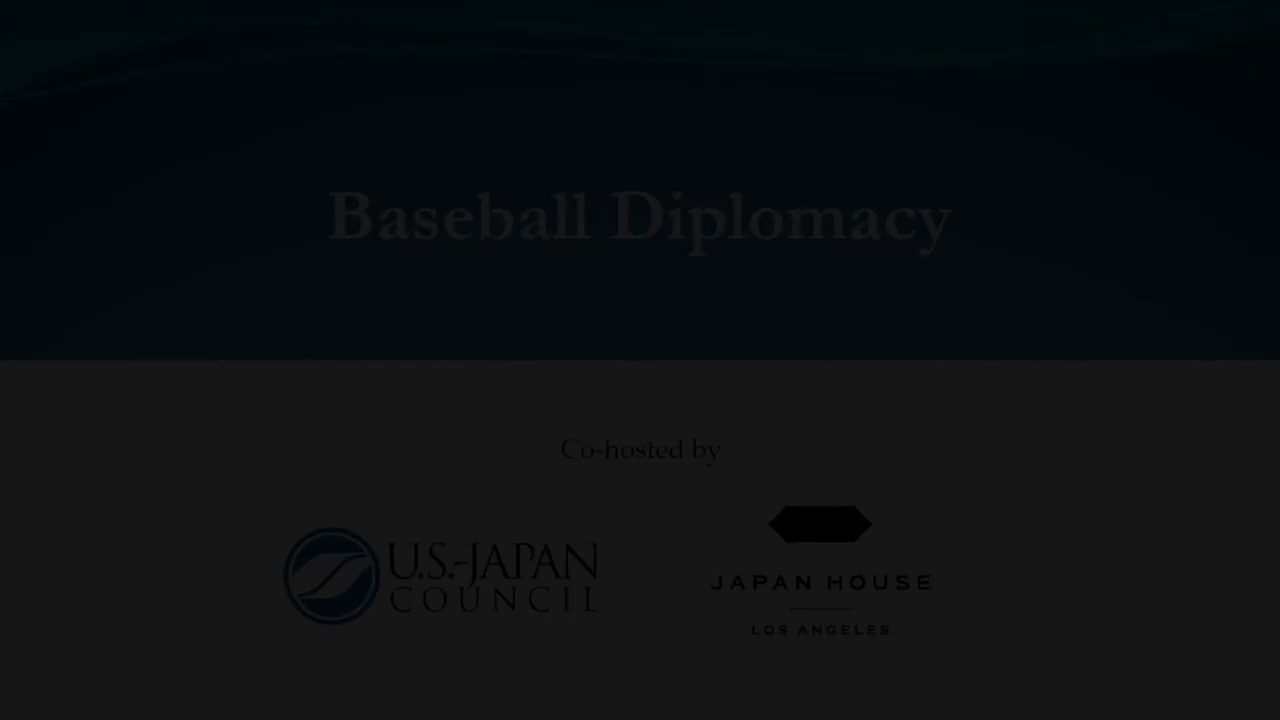 Baseball Diplomacy
Co-hosted by
U.S.-JAPAN
COUNCIL
JAPAN HOUSE
LOS ANGELES